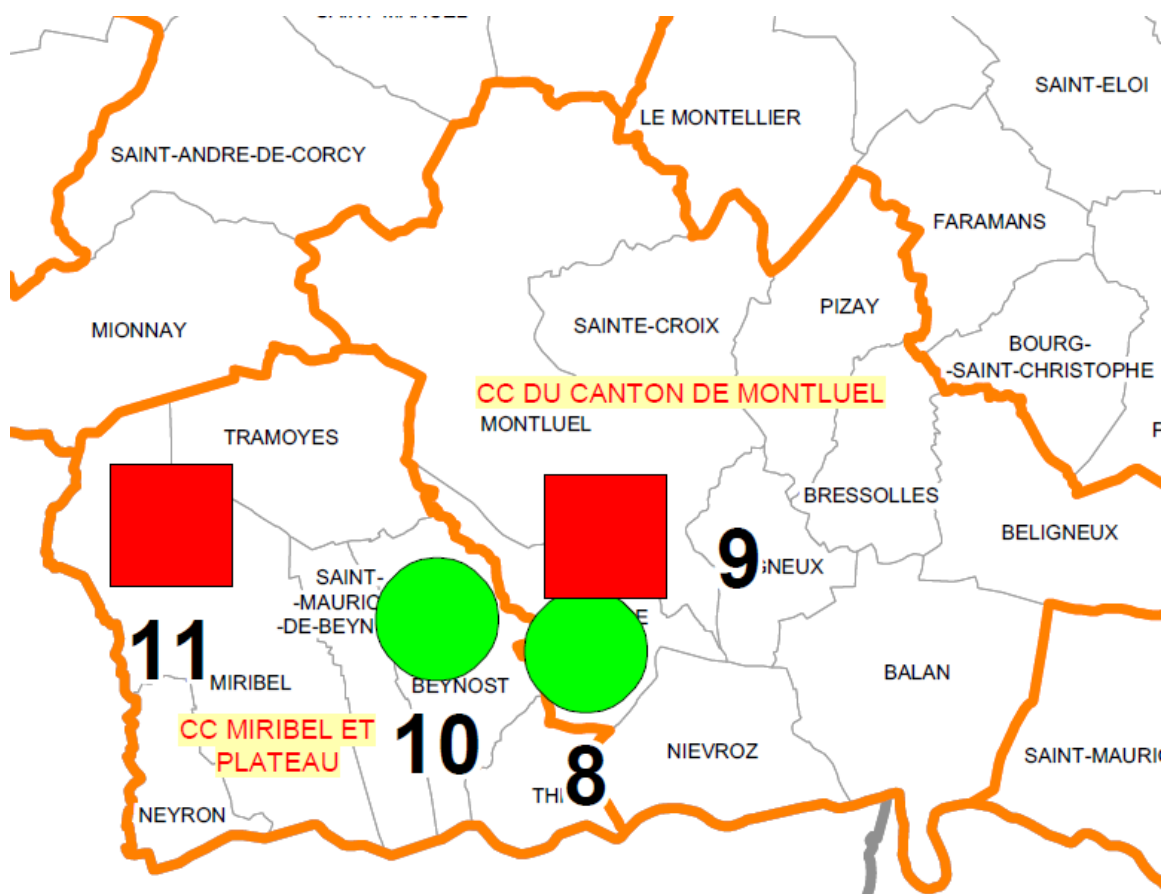 SAINT-ELOI
LE MONTELLIER
SAINT-ANDRE-DE-CORCY
FARAMANS
PIZAY
SAINTE-CROIX
MIONNAY
BOURG-
-SAINT-CHRISTOPHE
CC DU CANTON DE MONTLUEL
MONTLUEL
TRAMOYES
BRESSOLLES
BELIGNEUX
9
GNEUX
SAINT-
-MAURIC
-DE-BEYN
E
11
MIRIBEL
BEYNOST
BALAN
CC MIRIBEL ET
PLATEAU
10
8
NIEVROZ
SAINT-MAURIC
TH
NEYRON